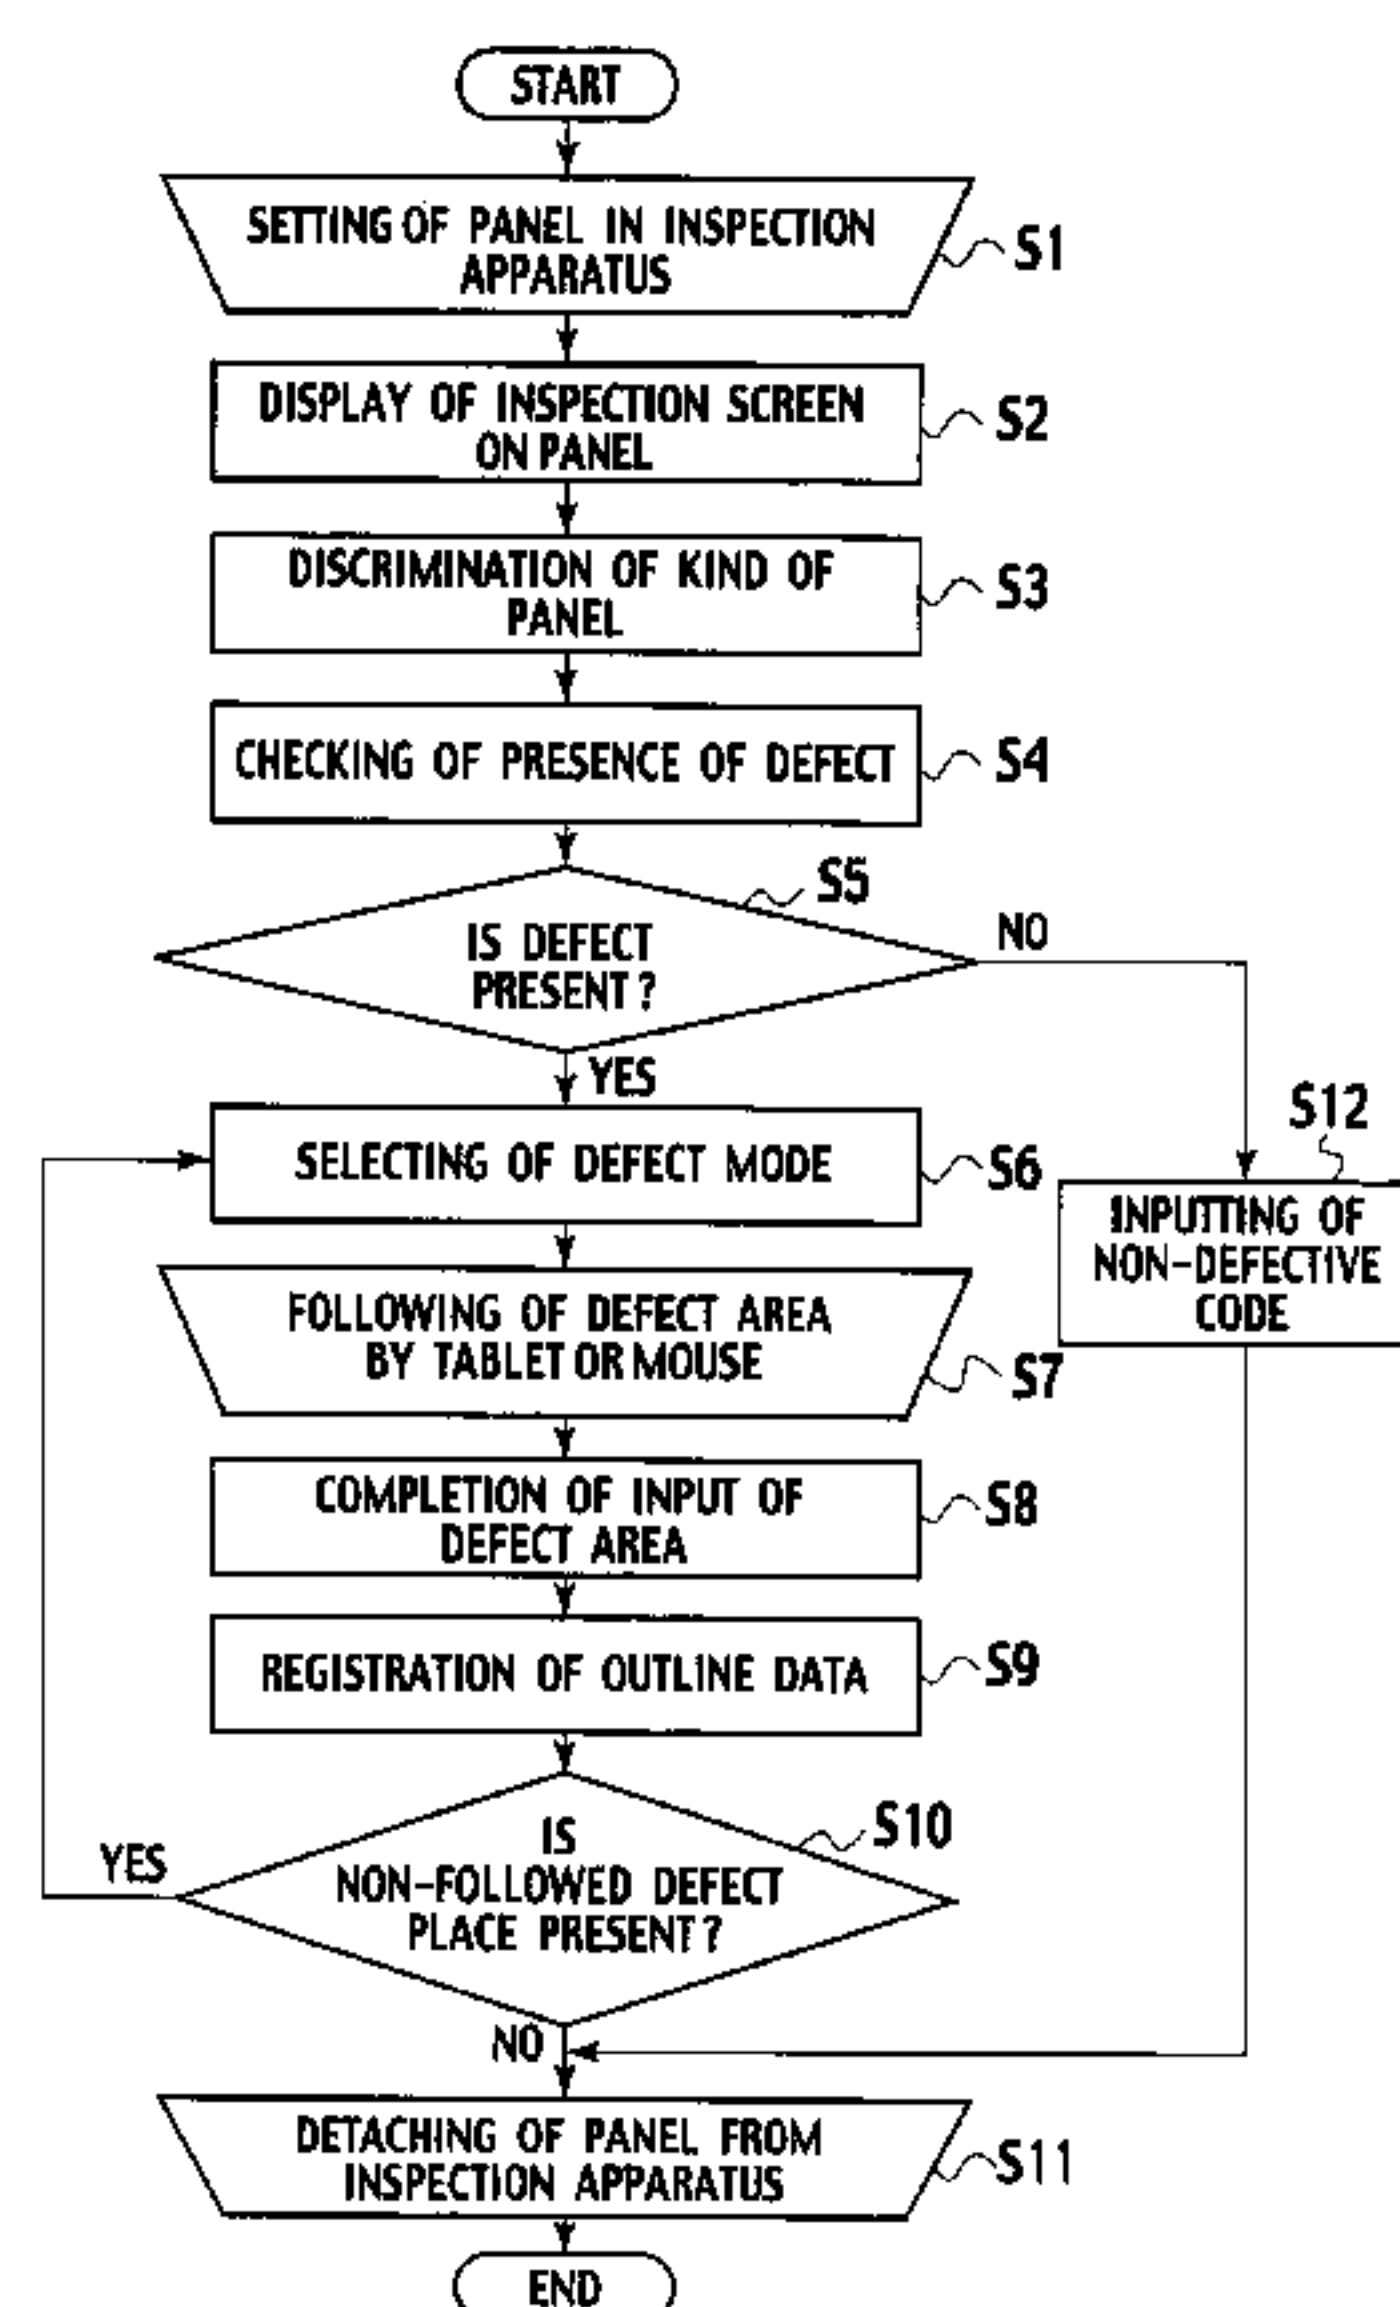 START
SETTING OF PANEL IN INSPECTION
APPARATUS
S1
DISPLAY OF INSPECTION SCREEN
ON PANEL
S2
DISCRIMINATION OF KIND OF
PANEL
S3
CHECKING OF PRESENCE OF DEFECT
S4
S5
IS DEFECT
PRESENT?
NO
YES
S12
SELECTING OF DEFECT MODE
S6
INPUTTING OF
NON-DEFECTIVE
CODE
FOLLOWING OF DEFECT AREA
BY TABLET OR MOUSE
S7
COMPLETION OF INPUT OF
DEFECT AREA
S8
REGISTRATION OF OUTLINE DATA
S9
S10
IS
NON-FOLLOWED DEFECT
PLACE PRESENT?
YES
NO
DETACHING OF PANEL FROM
INSPECTION APPARATUS
S11
END